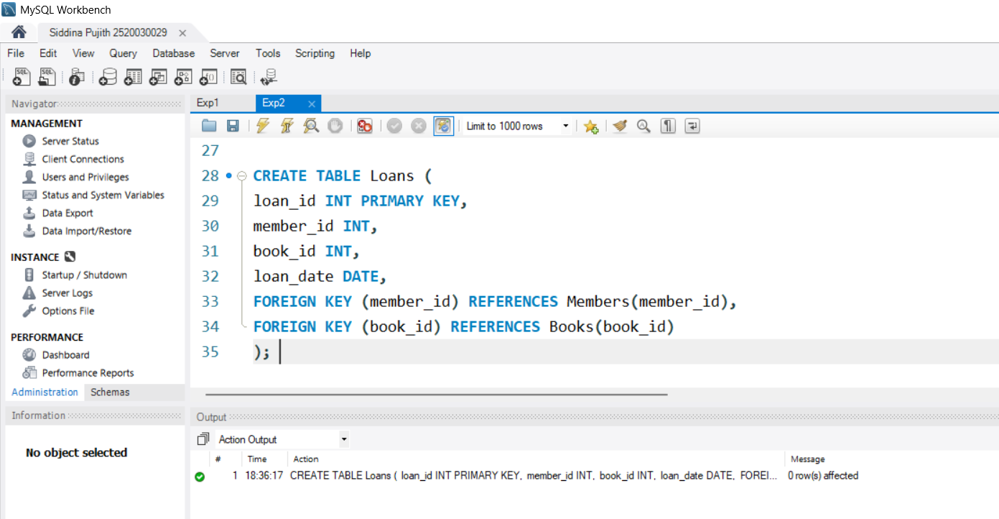 MySQL Workbench
Siddina Pujith 2520030029
File Edit View Query Database Server Tools Scripting Help
SQL SQL
Navigator
MANAGEMENT
Server Status
Client Connections
Users and Privileges
Status and System Variables
Data Export
Data Import/Restore
INSTANCE
Startup / Shutdown
Server Logs
Options File
PERFORMANCE
Dashboard
Performance Reports
Administration Schemas
Information
No object selected
Exp1 Exp2
Limit to 1000 rows
27
28 CREATE TABLE Loans (
29 loan_id INT PRIMARY KEY,
30 member_id INT,
31 book_id INT,
32 loan_date DATE,
33 FOREIGN KEY (member_id) REFERENCES Members(member_id),
34 FOREIGN KEY (book_id) REFERENCES Books(book_id)
35 );
Output
Action Output
# Time Action Message
1 18:36:17 CREATE TABLE Loans ( loan_id INT PRIMARY KEY, member_id INT, book_id INT, loan_date DATE, FOREI... 0 row(s) affected